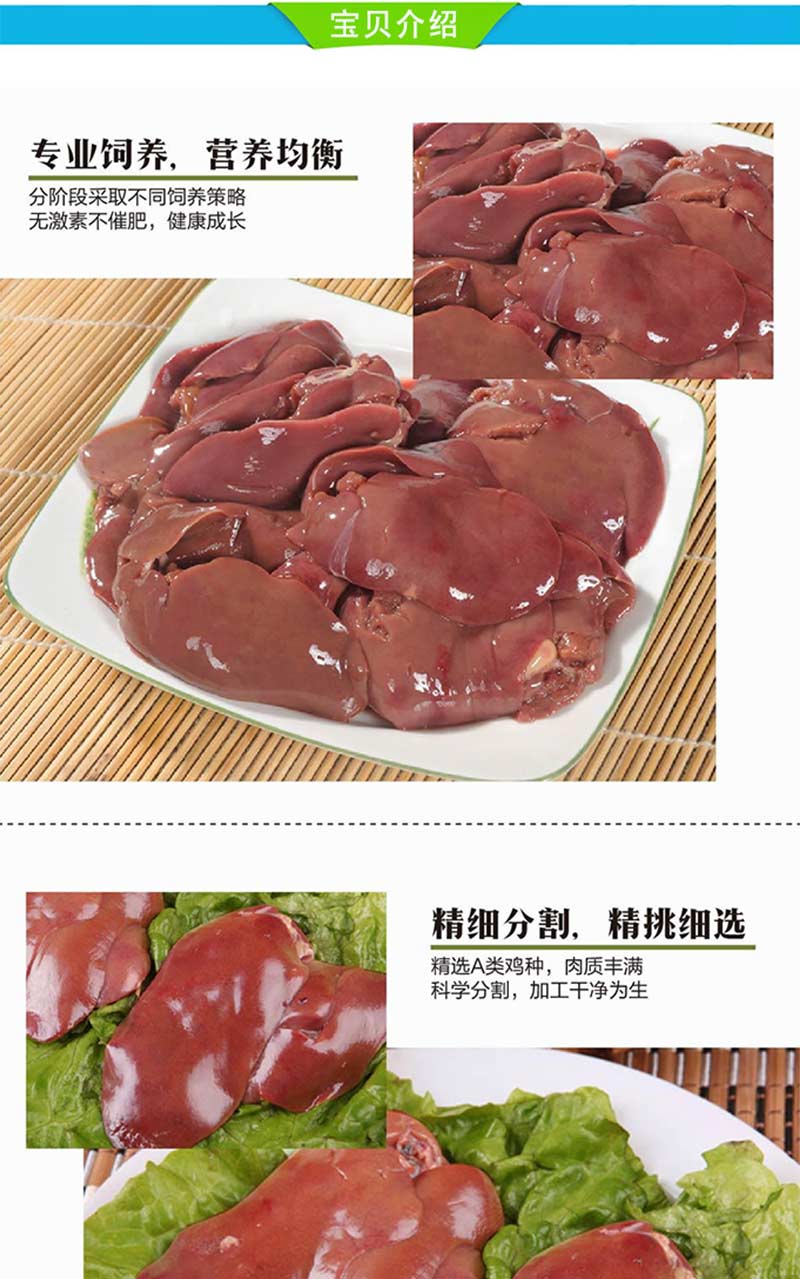 宝贝介绍
专业饲养，营养均衡
分阶段采取不同饲养策略
无激素不催肥，健康成长
精细分割，精挑细选
精选A类鸡种，肉质丰满
科学分割，加工干净为生